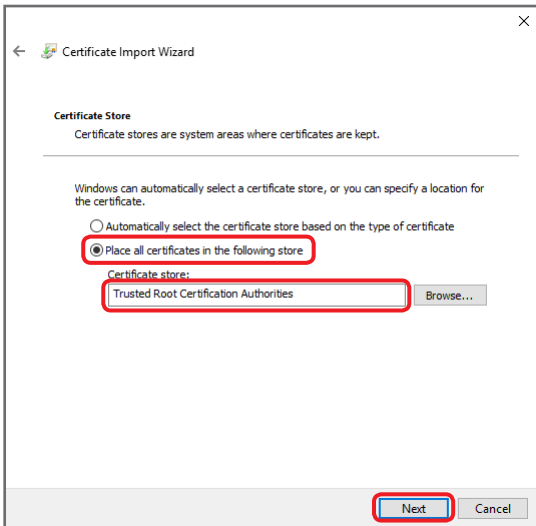 Certificate Import Wizard
Certificate Store
Certificate stores are system areas where certificates are kept.
Windows can automatically select a certificate store, or you can specify a location for
the certificate.
Automatically select the certificate store based on the type of certificate
Place all certificates in the following store
Certificate store:
Trusted Root Certification Authorities
Browse...
Next
Cancel